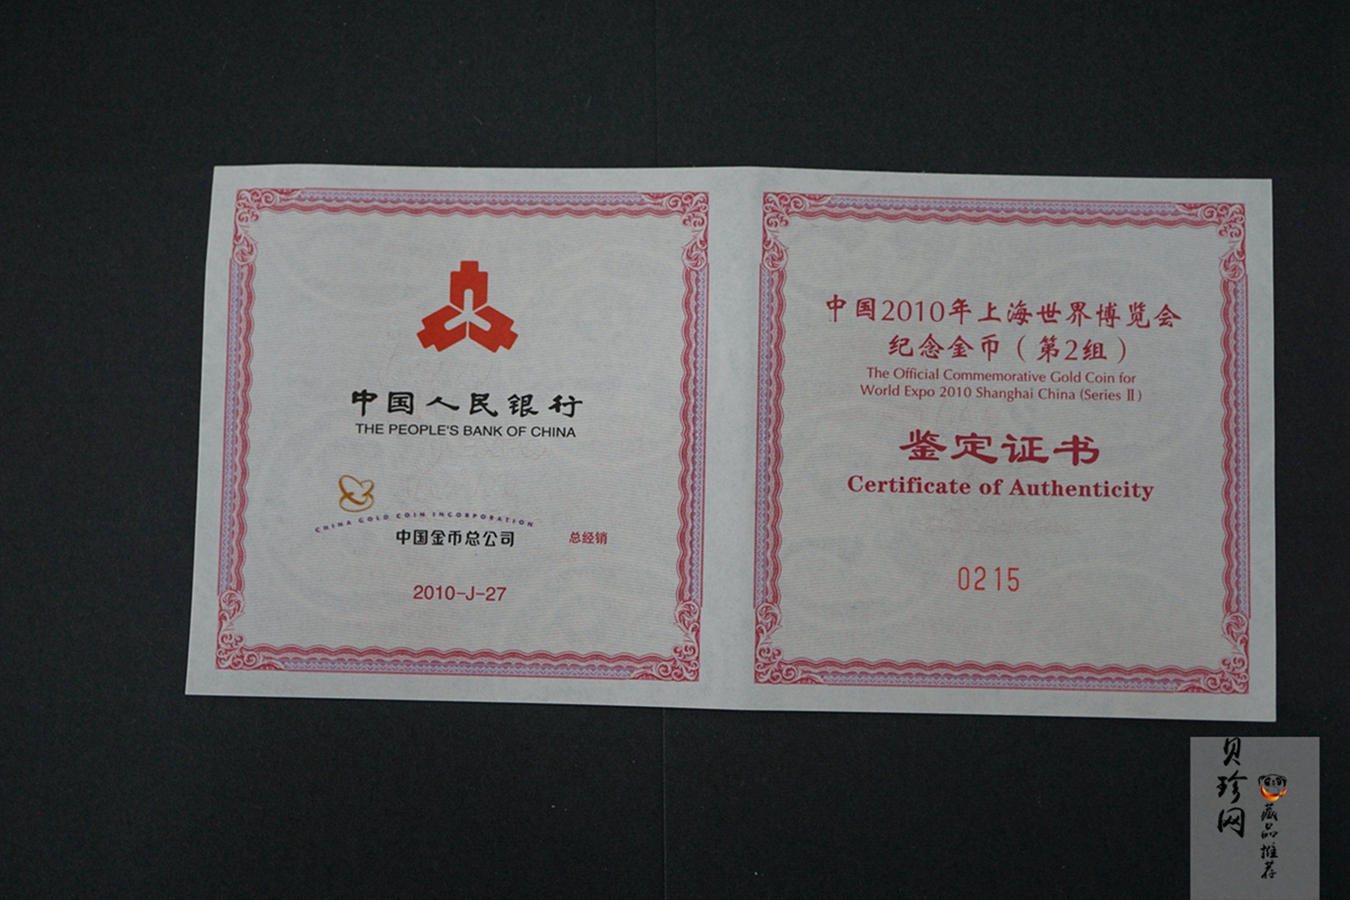 中国人民银行
THE PEOPLE'S BANK OF CHINA
CHINA GOLD COIN INCORPORATION
中国金币总公司
总经销
2010-J-27
中国2010年上海世界博览会
纪念金币（第2组）
The Official Commemorative Gold Coin for
World Expo 2010 Shanghai China (Series Ⅱ)
鉴定证书
Certificate of Authenticity
0215
贝珍网
藏品推荐